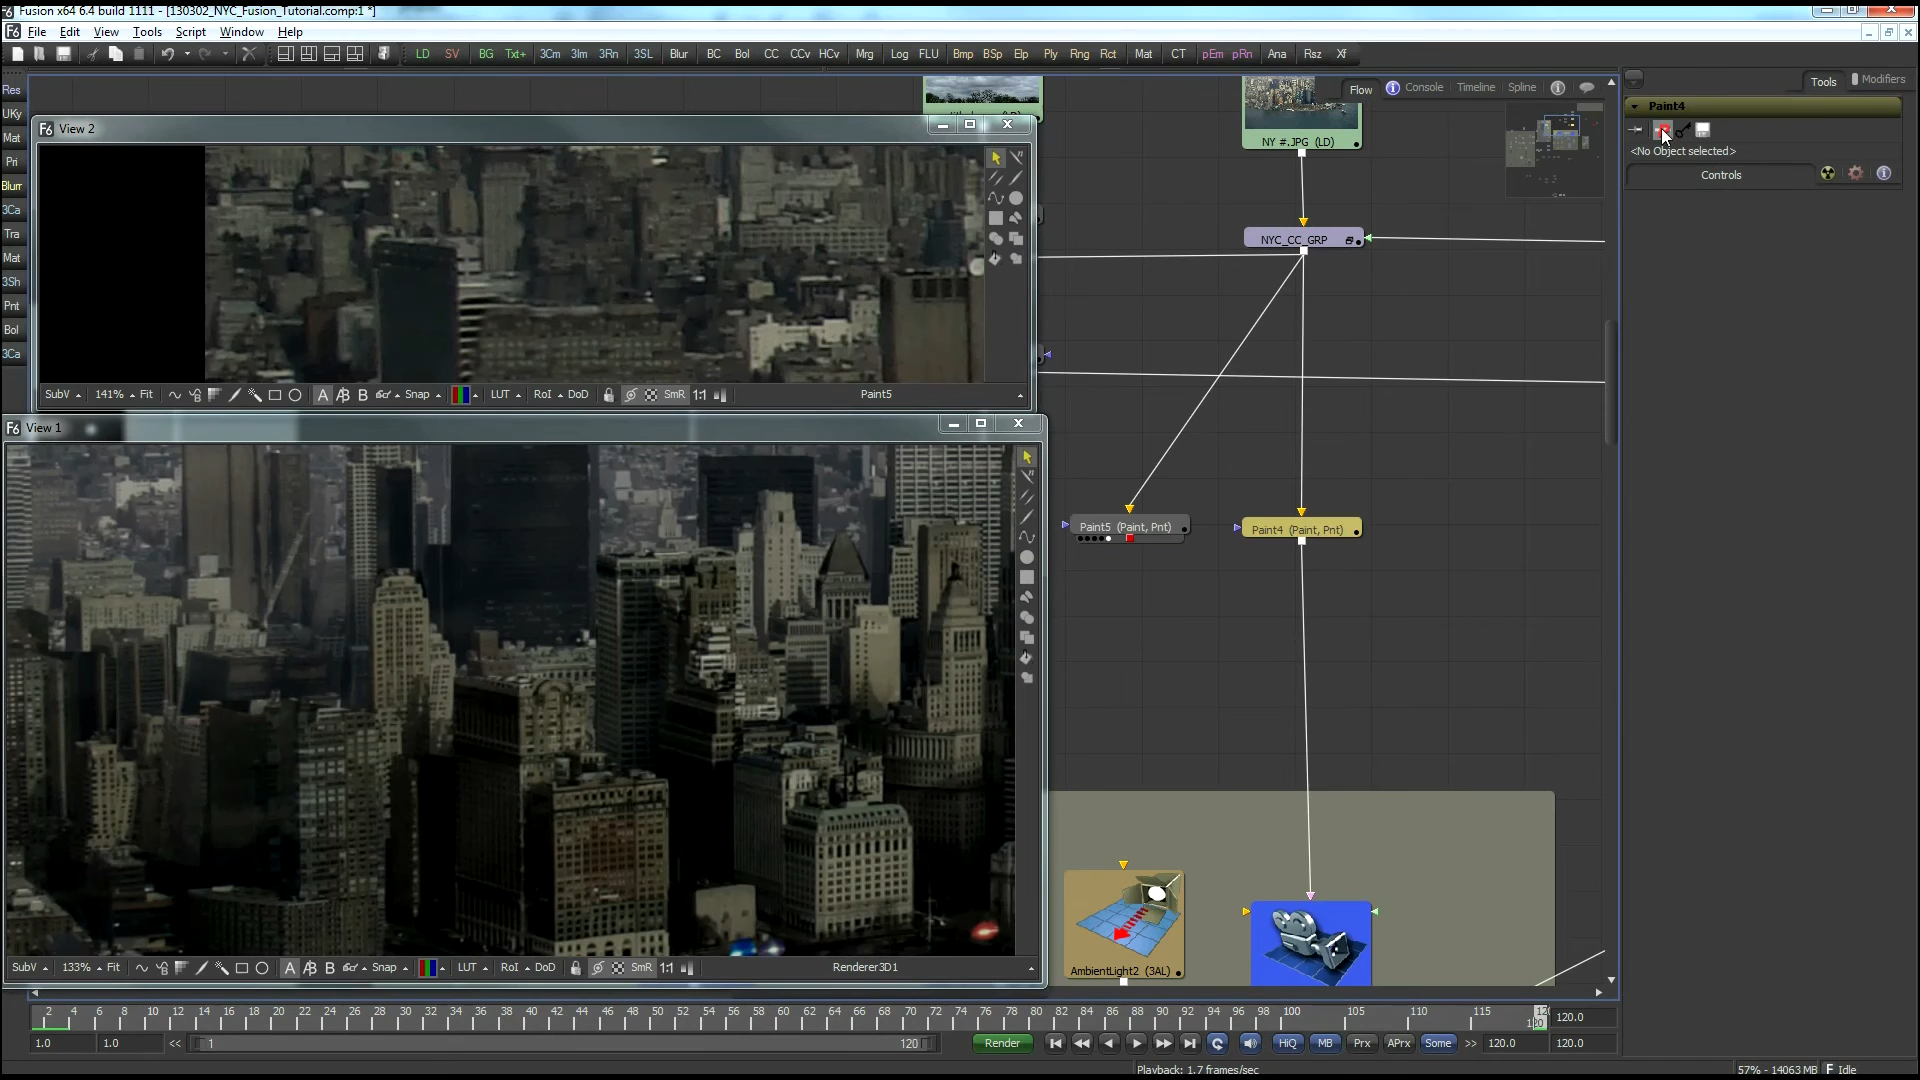 Fusion x64 6.4 build 1111 - [130302_NYC_Fusion_Tutorial.comp:1 *]
File Edit View Tools Script Window Help
LD SV BG Txt+ 3Cm 3Im 3Rn 3SL Blur BC Bol CC CCv HCv Mrg Log FLU Bmp BSp Elp Ply Rng Rct Mat CT pEm pRn Ana Rsz Xf
Res
UKy
Mat
Pri
Blurr
3Ca
Tra
Mat
3Sh
Pnt
Bol
3Ca
Flow Console Timeline Spline
Tools Modifiers
Paint4
<No Object selected>
Controls
View 2
SubV 141% Fit A B Snap LUT RoI DoD SmR 1:1 Paint5
View 1
SubV 133% Fit A B Snap LUT RoI DoD SmR 1:1 Renderer3D1
NY #.JPG (LD)
NYC_CC_GRP
Paint5 (Paint, Pnt)
Paint4 (Paint, Pnt)
AmbientLight2 (3AL)
2 4 6 8 10 12 14 16 18 20 22 24 26 28 30 32 34 36 38 40 42 44 46 48 50 52 54 56 58 60 62 64 66 68 70 72 74 76 78 80 82 84 86 88 90 92 94 96 98 100 105 110 115
120.0
1.0 1.0 << 1 120 Render HiQ MB Prx APrx Some >> 120.0 120.0
Playback: 1.7 frames/sec
57% - 14063 MB Idle